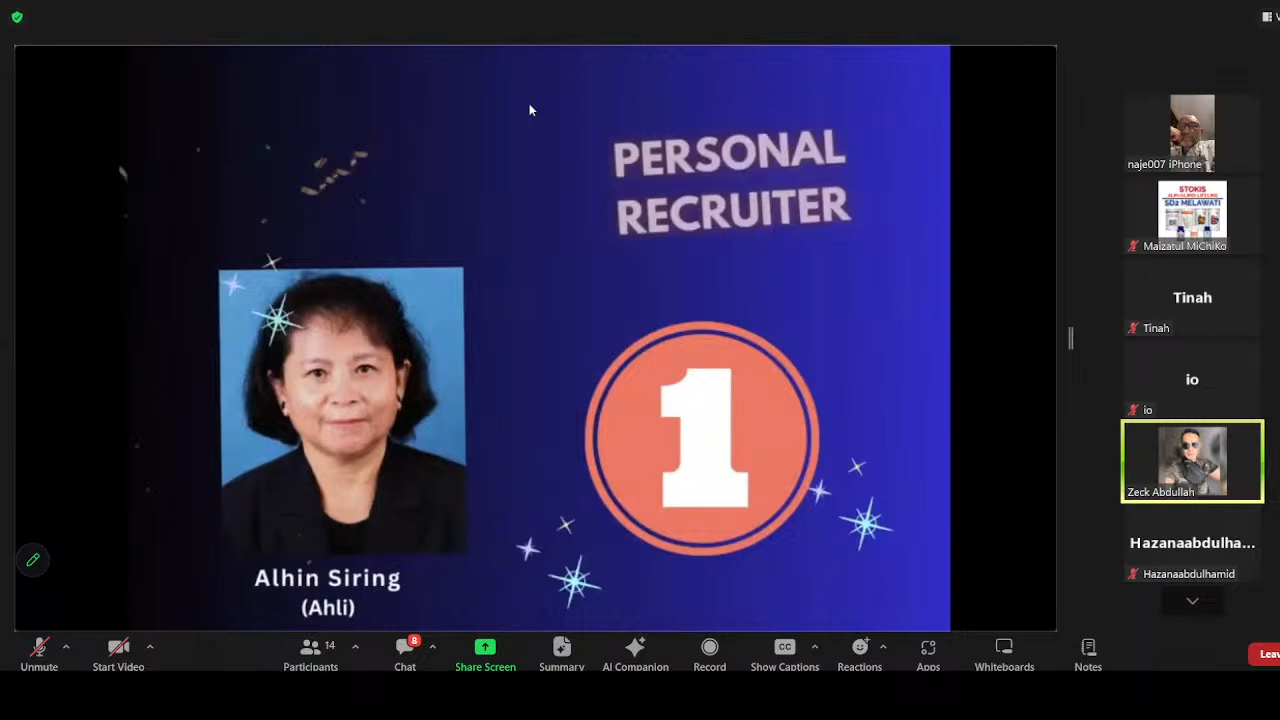 PERSONAL
RECRUITER
1
Alhin Siring
(Ahli)
naje007 iPhone
STOKIS
SD2 MELAWATI
Maizatul MiChiKo
Tinah
Tinah
io
io
Zeck Abdullah
Hazanaabdulha...
Hazanaabdulhamid
14
8
CC
Unmute
Start Video
Participants
Chat
Share Screen
Summary
AI Companion
Record
Show Captions
Reactions
Apps
Whiteboards
Notes
Leav